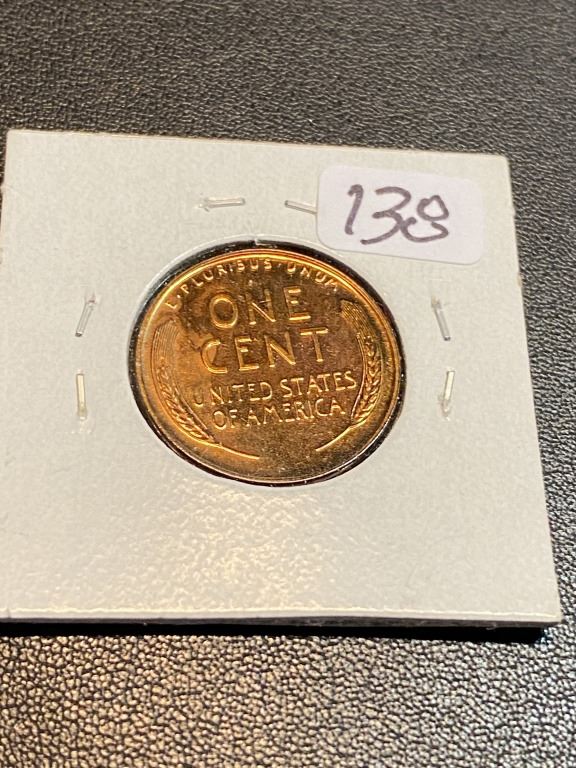 138
E·PLURIBUS·UNUM
ONE
CENT
UNITED STATES
OF AMERICA